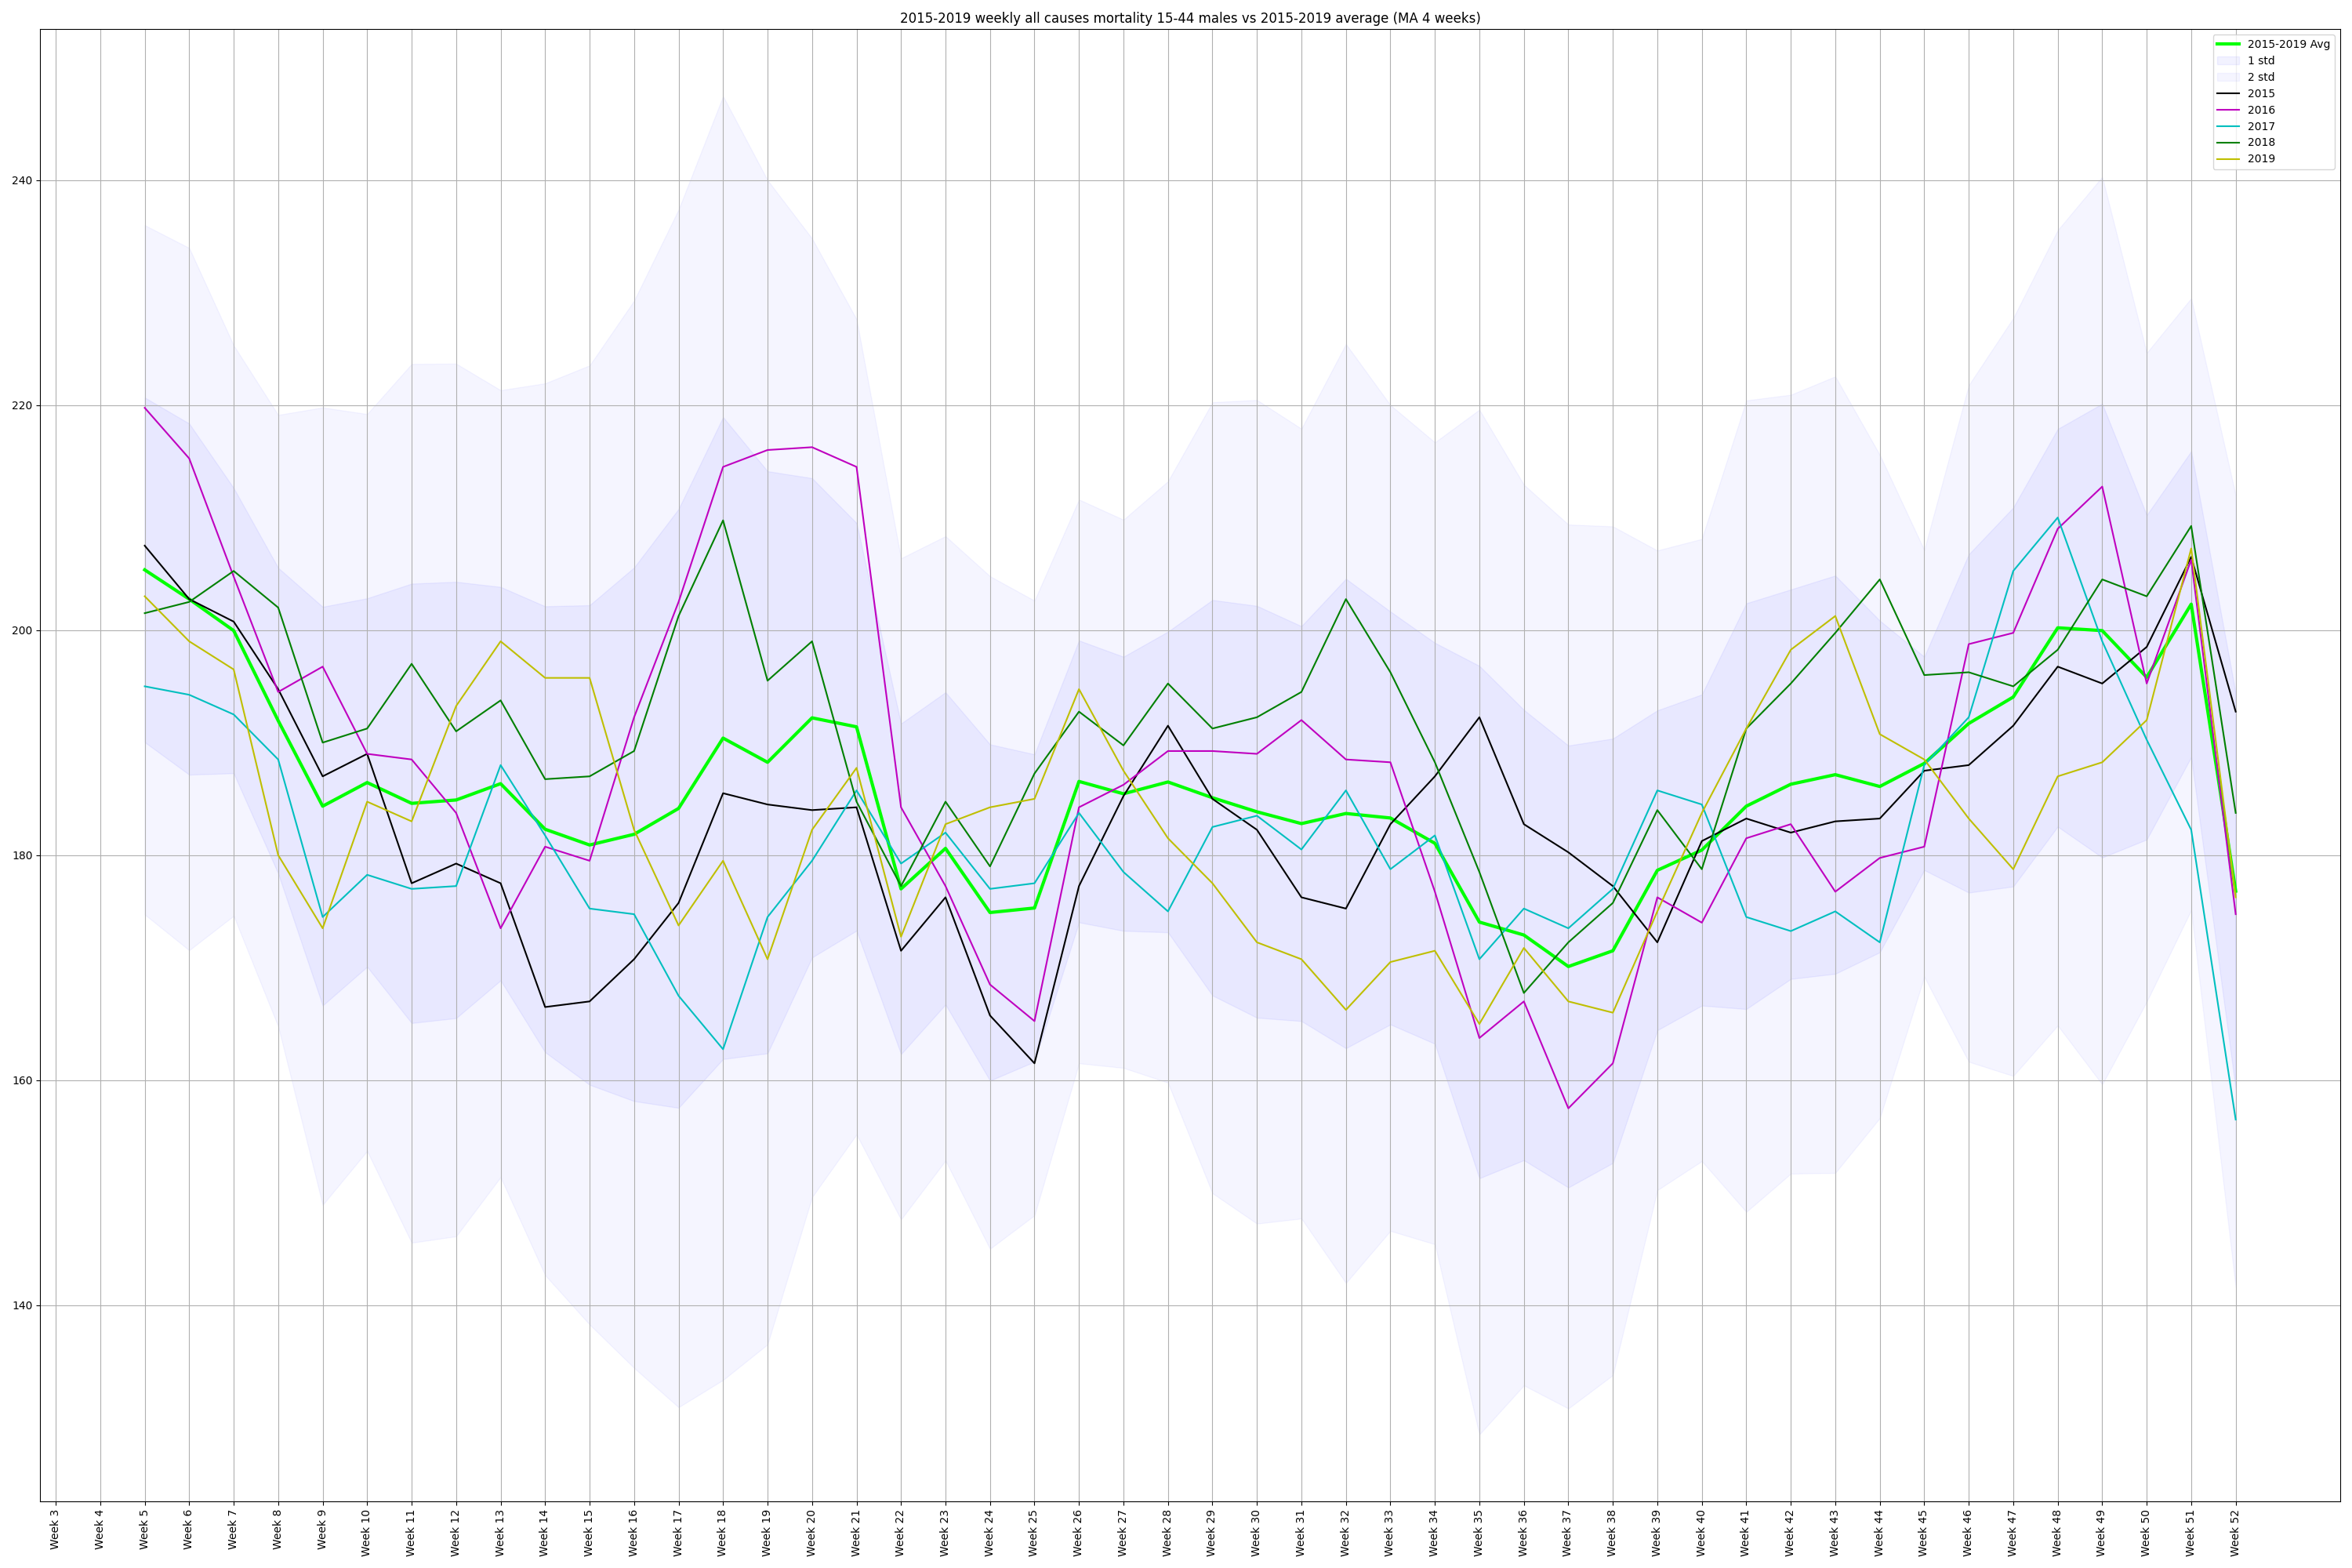 2015-2019 weekly all causes mortality 15-44 males vs 2015-2019 average (MA 4 weeks)
2015-2019 Avg
1 std
2 std
2015
2016
2017
2018
2019
240
220
200
180
160
140
Week 3
Week 4
Week 5
Week 6
Week 7
Week 8
Week 9
Week 10
Week 11
Week 12
Week 13
Week 14
Week 15
Week 16
Week 17
Week 18
Week 19
Week 20
Week 21
Week 22
Week 23
Week 24
Week 25
Week 26
Week 27
Week 28
Week 29
Week 30
Week 31
Week 32
Week 33
Week 34
Week 35
Week 36
Week 37
Week 38
Week 39
Week 40
Week 41
Week 42
Week 43
Week 44
Week 45
Week 46
Week 47
Week 48
Week 49
Week 50
Week 51
Week 52